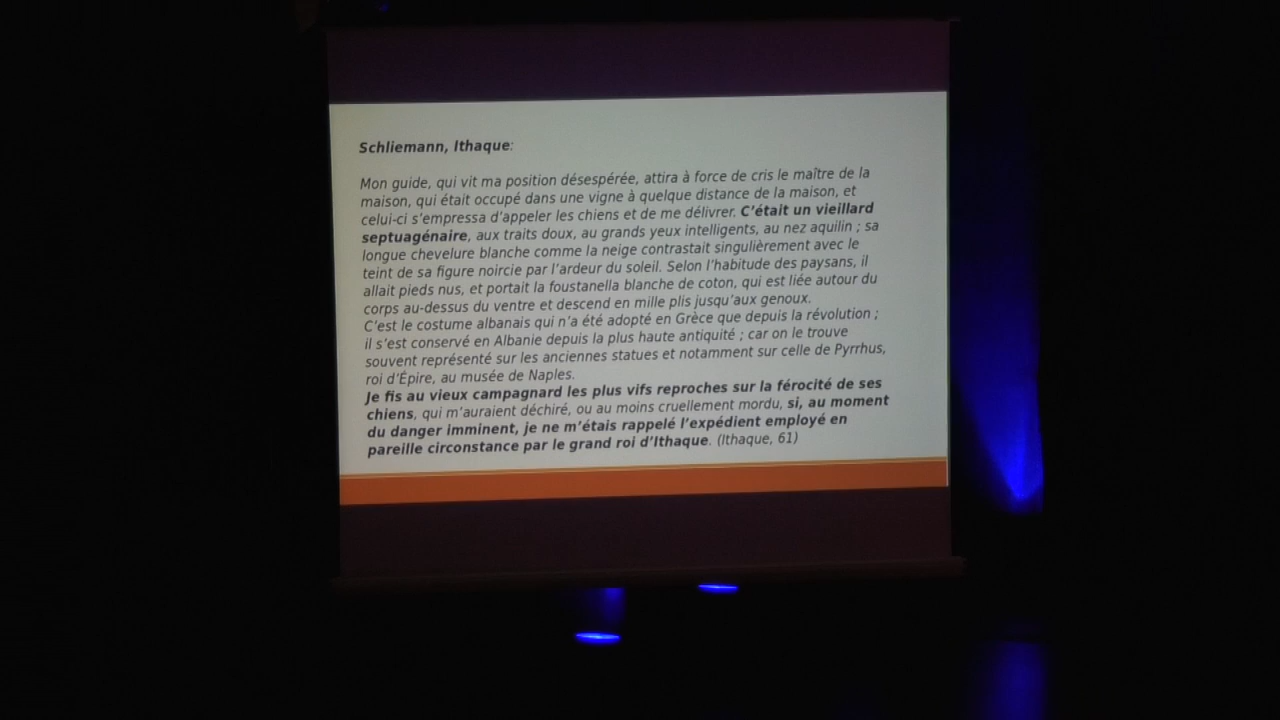 Schliemann, Ithaque:
Mon guide, qui vit ma position désespérée, attira à force de cris le maître de la
maison, qui était occupé dans une vigne à quelque distance de la maison, et
celui-ci s'empressa d'appeler les chiens et de me délivrer. C'était un vieillard
septuagénaire, aux traits doux, au grands yeux intelligents, au nez aquilin ; sa
longue chevelure blanche comme la neige contrastait singulièrement avec le
teint de sa figure noircie par l'ardeur du soleil. Selon l'habitude des paysans, il
allait pieds nus, et portait la foustanella blanche de coton, qui est liée autour du
corps au-dessus du ventre et descend en mille plis jusqu'aux genoux.
C'est le costume albanais qui n'a été adopté en Grèce que depuis la révolution ;
il s'est conservé en Albanie depuis la plus haute antiquité ; car on le trouve
souvent représenté sur les anciennes statues et notamment sur celle de Pyrrhus,
roi d'Épire, au musée de Naples.
Je fis au vieux campagnard les plus vifs reproches sur la férocité de ses
chiens, qui m'auraient déchiré, ou au moins cruellement mordu, si, au moment
du danger imminent, je ne m'étais rappelé l'expédient employé en
pareille circonstance par le grand roi d'Ithaque. (Ithaque, 61)